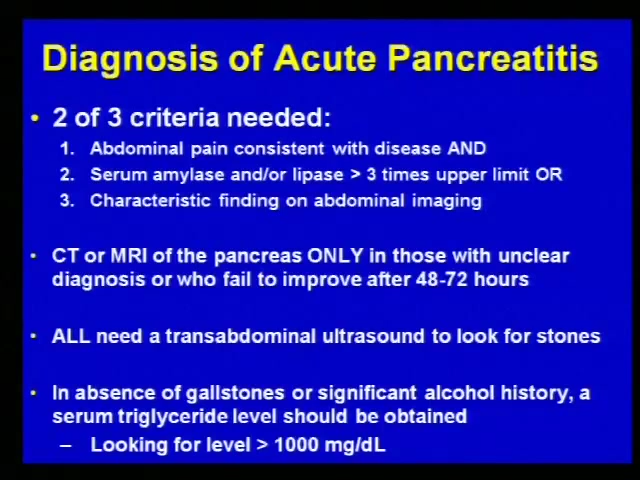 Diagnosis of Acute Pancreatitis
• 2 of 3 criteria needed:
1. Abdominal pain consistent with disease AND
2. Serum amylase and/or lipase > 3 times upper limit OR
3. Characteristic finding on abdominal imaging
• CT or MRI of the pancreas ONLY in those with unclear
diagnosis or who fail to improve after 48-72 hours
• ALL need a transabdominal ultrasound to look for stones
• In absence of gallstones or significant alcohol history, a
serum triglyceride level should be obtained
– Looking for level > 1000 mg/dL